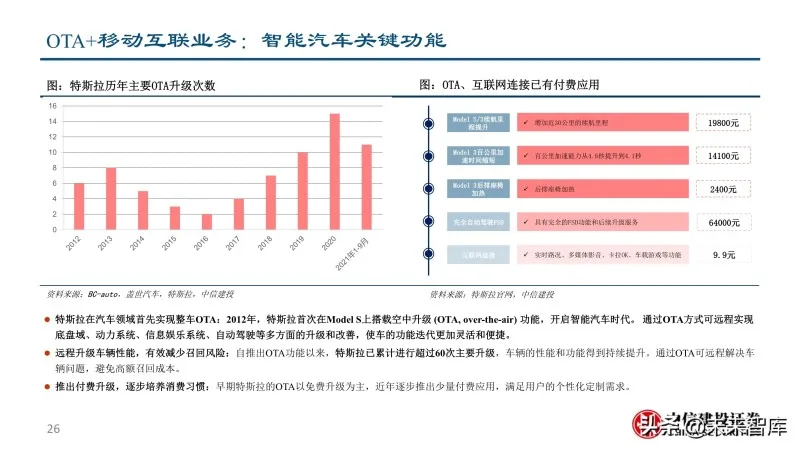 OTA+移动互联业务：智能汽车关键功能
图：特斯拉历年主要OTA升级次数
16
14
12
10
8
6
4
2
0
2012
2013
2014
2015
2016
2017
2018
2019
2020
2021年1-9月
资料来源：BC-auto，盖世汽车，特斯拉，中信建投
图：OTA、互联网连接已有付费应用
Model S/3续航里
程提升
✓ 增加近30公里的续航里程
19800元
Model 3百公里加
速时间缩短
✓ 百公里加速能力从4.6秒提升到4.1秒
14100元
Model 3后排座椅
加热
✓ 后排座椅加热
2400元
完全自动驾驶FSD
✓ 具有完全的FSD功能和后续升级服务
64000元
互联网连接
✓ 实时路况、多媒体影音、卡拉OK、车载游戏等功能
9.9元
资料来源：特斯拉官网，中信建投
● 特斯拉在汽车领域首先实现整车OTA：2012年，特斯拉首次在Model S上搭载空中升级 (OTA, over-the-air) 功能，开启智能汽车时代。 通过OTA方式可远程实现
底盘域、动力系统、信息娱乐系统、自动驾驶等多方面的升级和改善，使车的功能迭代更加灵活和便捷。
● 远程升级车辆性能，有效减少召回风险：自推出OTA功能以来，特斯拉已累计进行超过60次主要升级，车辆的性能和功能得到持续提升。通过OTA可远程解决车
辆问题，避免高额召回成本。
● 推出付费升级，逐步培养消费习惯：早期特斯拉的OTA以免费升级为主，近年逐步推出少量付费应用，满足用户的个性化定制需求。
26
中信建投证券
CHINA SECURITIES
头条@未来智库